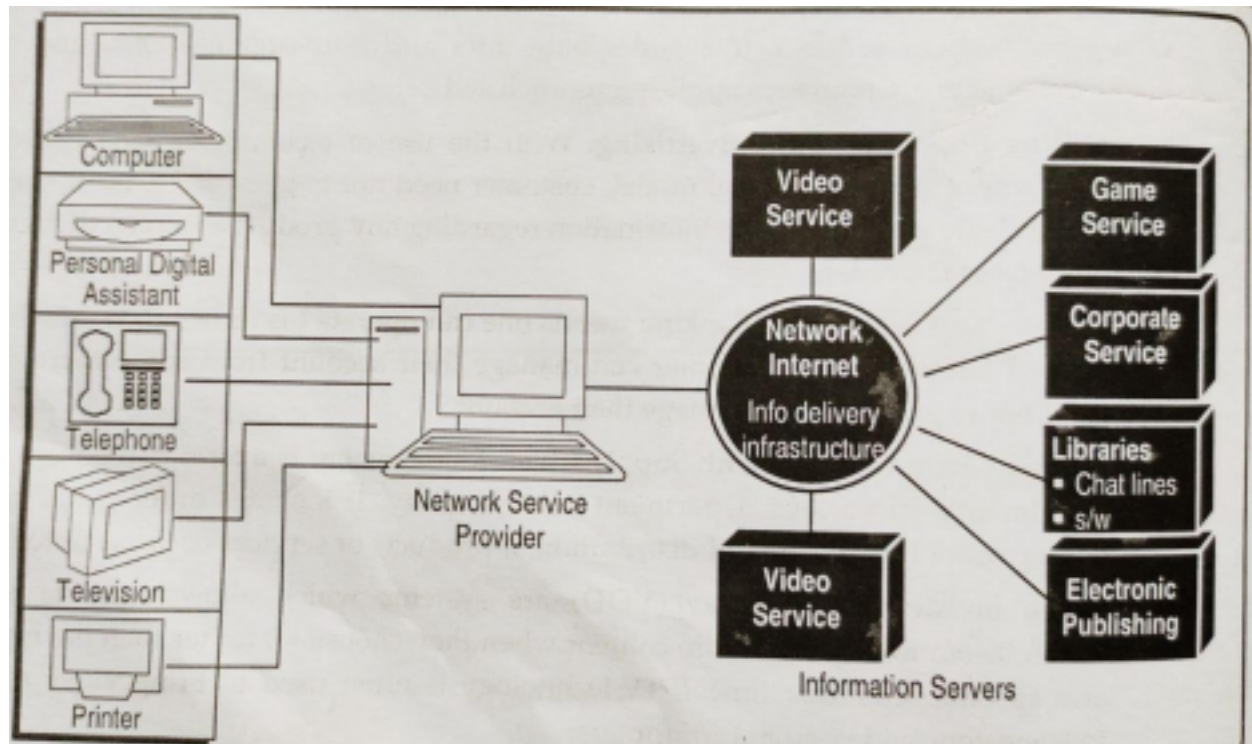 Computer
Personal Digital
Assistant
Telephone
Television
Printer
Network Service
Provider
Video
Service
Network
Internet
Info delivery
infrastructure
Video
Service
Game
Service
Corporate
Service
Libraries
▪ Chat lines
▪ s/w
Electronic
Publishing
Information Servers